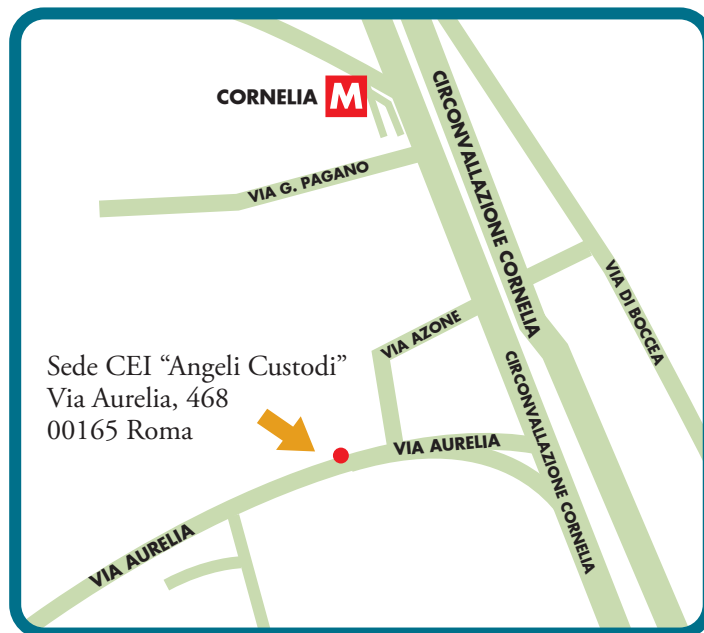 CORNELIA M
CIRCONVALLAZIONE CORNELIA
VIA G. PAGANO
VIA DI BOCCEA
VIA AZONE
Sede CEI “Angeli Custodi”
Via Aurelia, 468
00165 Roma
CIRCONVALLAZIONE CORNELIA
VIA AURELIA
VIA AURELIA